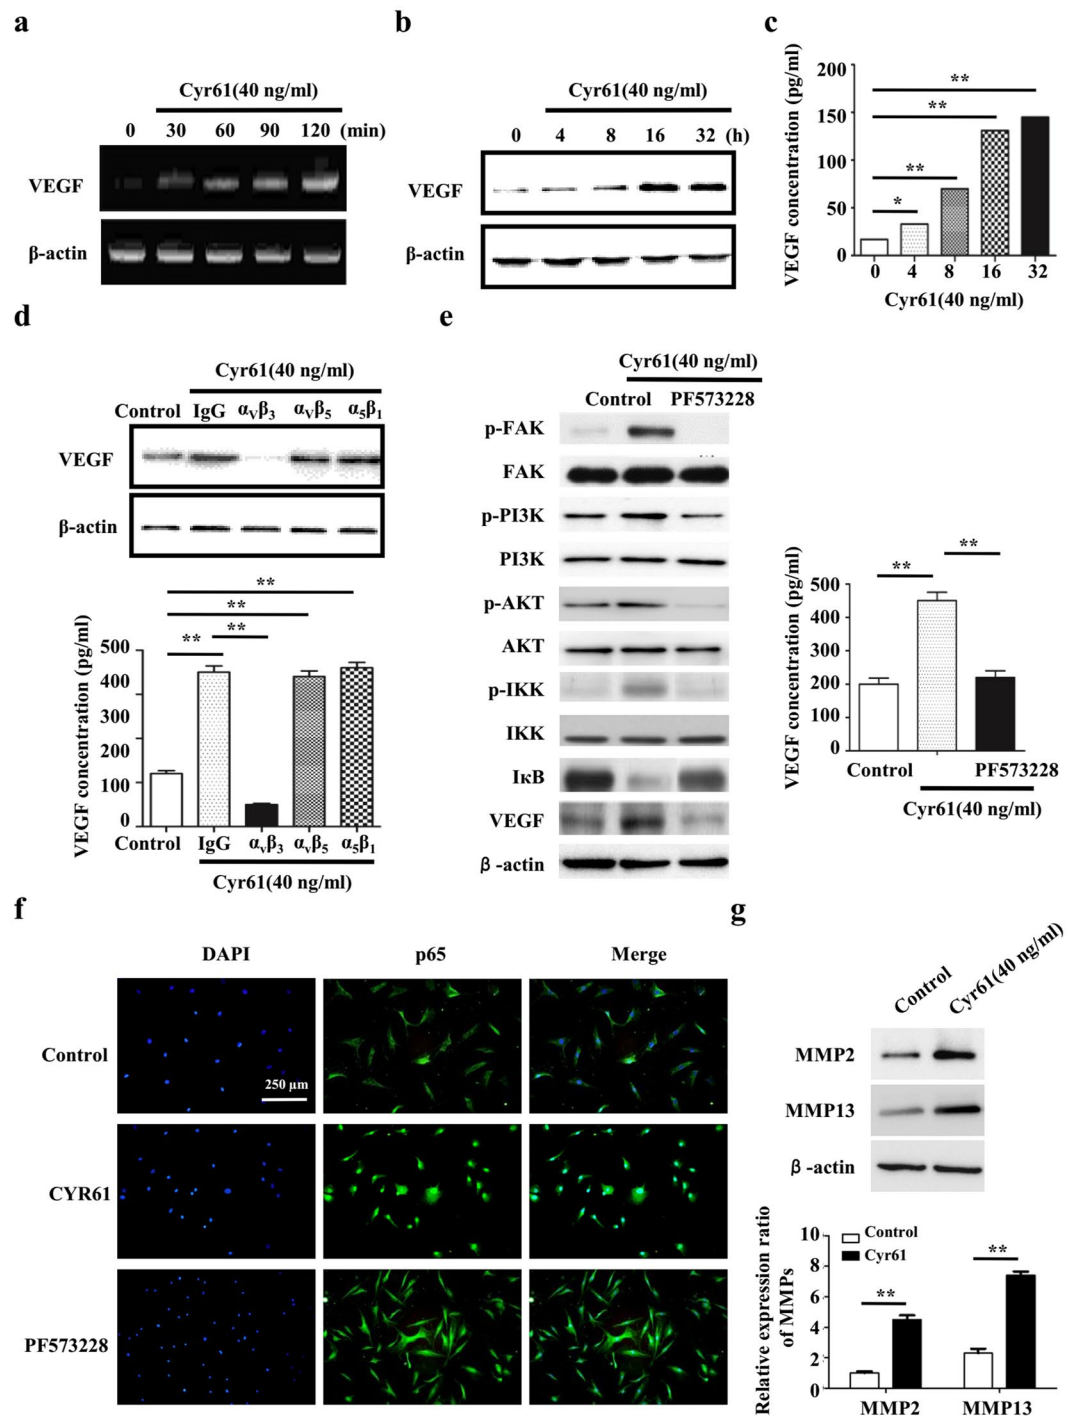 a
Cyr61(40 ng/ml)
0 30 60 90 120 (min)
VEGF
β-actin
b
Cyr61(40 ng/ml)
0 4 8 16 32 (h)
VEGF
β-actin
c
VEGF concentration (pg/ml)
200
150
100
50
0
**
**
**
*
0 4 8 16 32
Cyr61(40 ng/ml)
d
Cyr61(40 ng/ml)
Control IgG αvβ3 αvβ5 α5β1
VEGF
β-actin
VEGF concentration (pg/ml)
500
400
300
200
100
0
**
**
** **
Control IgG αvβ3 αvβ5 α5β1
Cyr61(40 ng/ml)
e
Cyr61(40 ng/ml)
Control PF573228
p-FAK
FAK
p-PI3K
PI3K
p-AKT
AKT
p-IKK
IKK
IκB
VEGF
β-actin
VEGF concentration (pg/ml)
500
400
300
200
100
0
** **
Control PF573228
Cyr61(40 ng/ml)
f
DAPI p65 Merge
Control
250 μm
CYR61
PF573228
g
Control Cyr61(40 ng/ml)
MMP2
MMP13
β-actin
Relative expression ratio
of MMPs
10
8
6
4
2
0
Control
Cyr61
** **
MMP2 MMP13